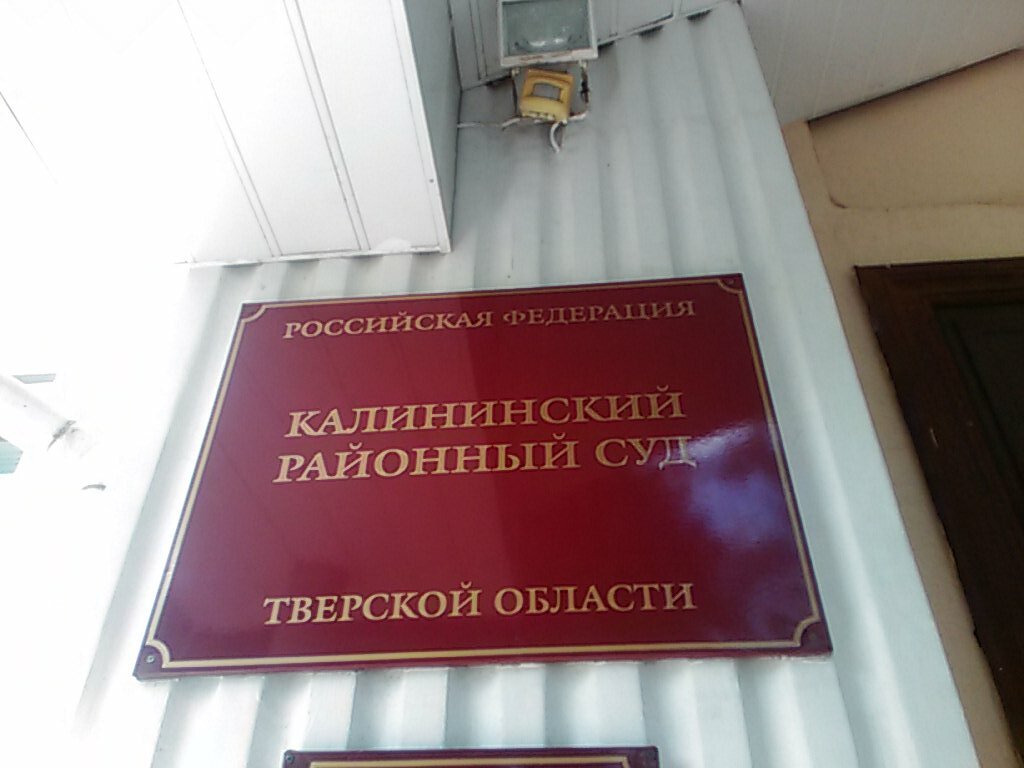 РОССИЙСКАЯ ФЕДЕРАЦИЯ
КАЛИНИНСКИЙ
РАЙОННЫЙ СУД
ТВЕРСКОЙ ОБЛАСТИ